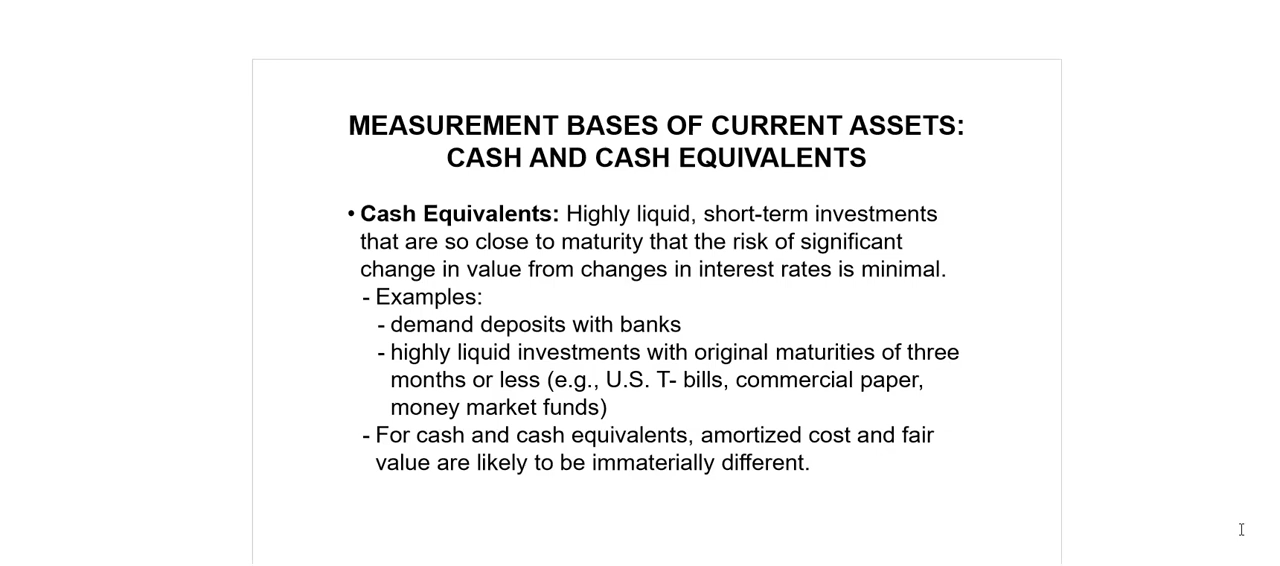 MEASUREMENT BASES OF CURRENT ASSETS:
CASH AND CASH EQUIVALENTS
• Cash Equivalents: Highly liquid, short-term investments
that are so close to maturity that the risk of significant
change in value from changes in interest rates is minimal.
- Examples:
- demand deposits with banks
- highly liquid investments with original maturities of three
months or less (e.g., U.S. T- bills, commercial paper,
money market funds)
- For cash and cash equivalents, amortized cost and fair
value are likely to be immaterially different.